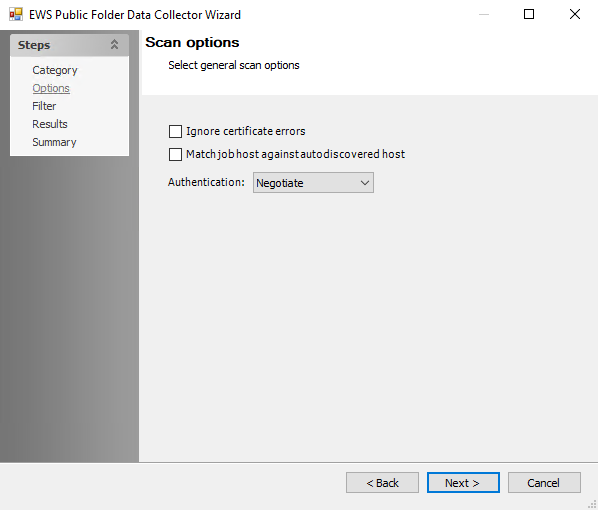 EWS Public Folder Data Collector Wizard
Steps
Category
Options
Filter
Results
Summary
Scan options
Select general scan options
Ignore certificate errors
Match job host against autodiscovered host
Authentication: Negotiate
< Back Next > Cancel